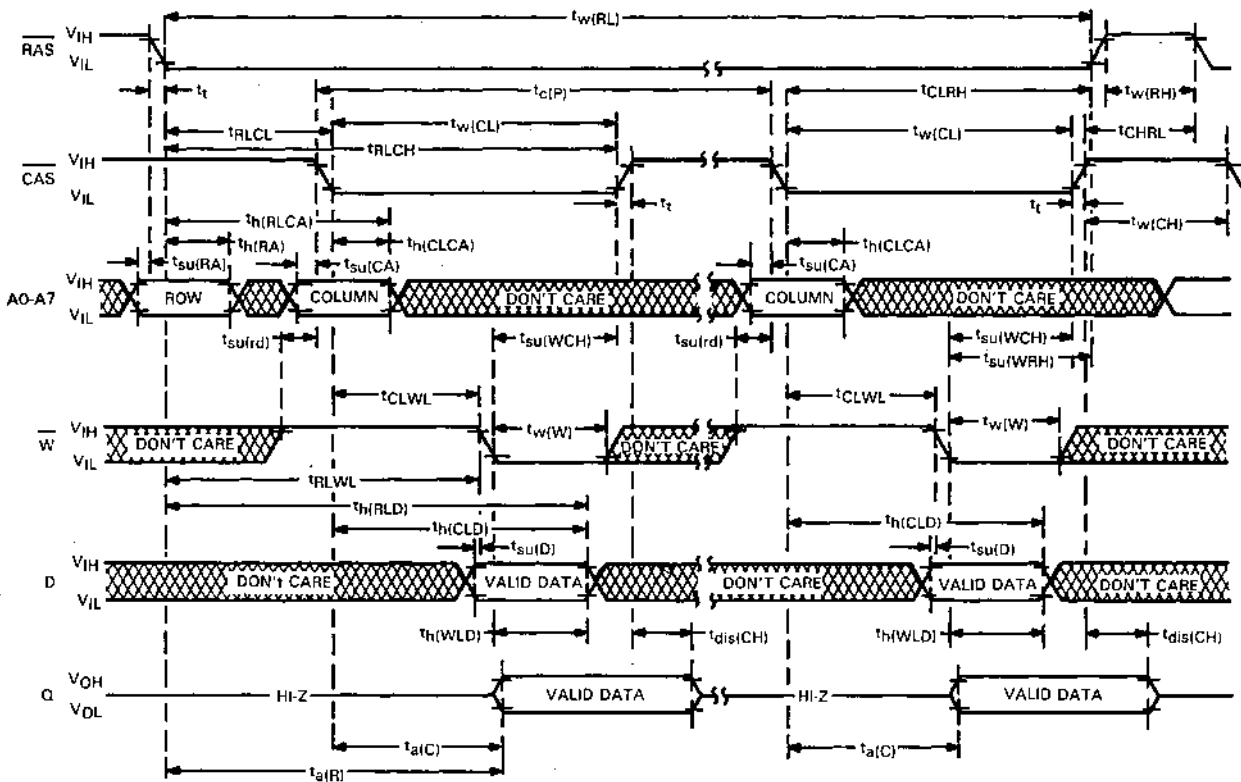 tw(RL)
RAS
VIH
VIL
tt
tc(P)
tCLRH
tw(RH)
tRLCL
tw(CL)
tw(CL)
tCHRL
tRLCH
CAS
VIH
VIL
tt
tt
tw(CH)
th(RLCA)
th(RA)
th(CLCA)
th(CLCA)
tsu(RA)
tsu(CA)
tsu(CA)
A0-A7
VIH
VIL
ROW
COLUMN
DON'T CARE
COLUMN
DON'T CARE
tsu(rd)
tsu(WCH)
tsu(rd)
tsu(WCH)
tsu(WRH)
tCLWL
tCLWL
W
VIH
VIL
DON'T CARE
tw(W)
DON'T CARE
tw(W)
DON'T CARE
tRLWL
th(RLD)
th(CLD)
th(CLD)
tsu(D)
tsu(D)
D
VIH
VIL
DON'T CARE
VALID DATA
DON'T CARE
VALID DATA
DON'T CARE
th(WLD)
tdis(CH)
th(WLD)
tdis(CH)
Q
VOH
VOL
HI-Z
VALID DATA
HI-Z
VALID DATA
ta(C)
ta(C)
ta(R)